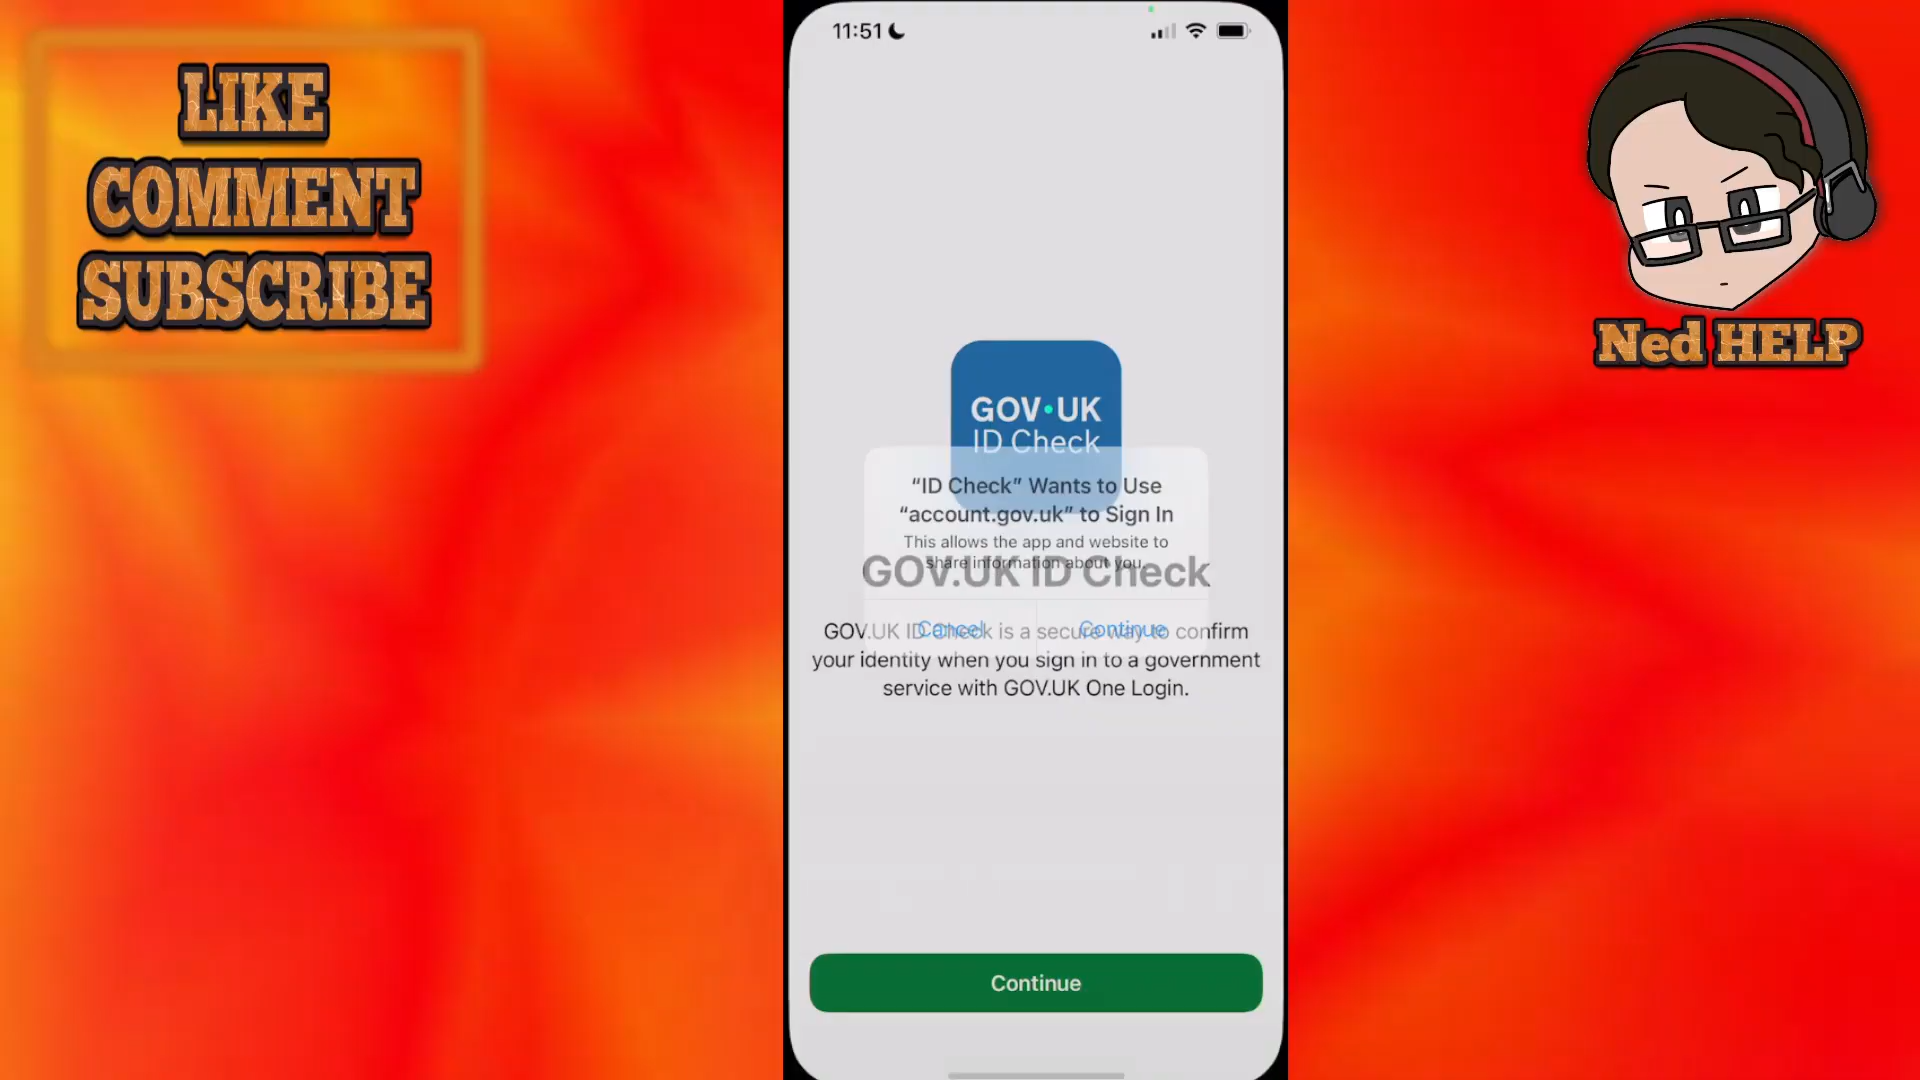 LIKE
COMMENT
SUBSCRIBE
11:51
GOV.UK
ID Check
“ID Check” Wants to Use
“account.gov.uk” to Sign In
This allows the app and website to
share information about you.
GOV.UK ID Check
Cancel
Continue
GOV.UK ID Check is a secure way to confirm
your identity when you sign in to a government
service with GOV.UK One Login.
Continue
Ned HELP